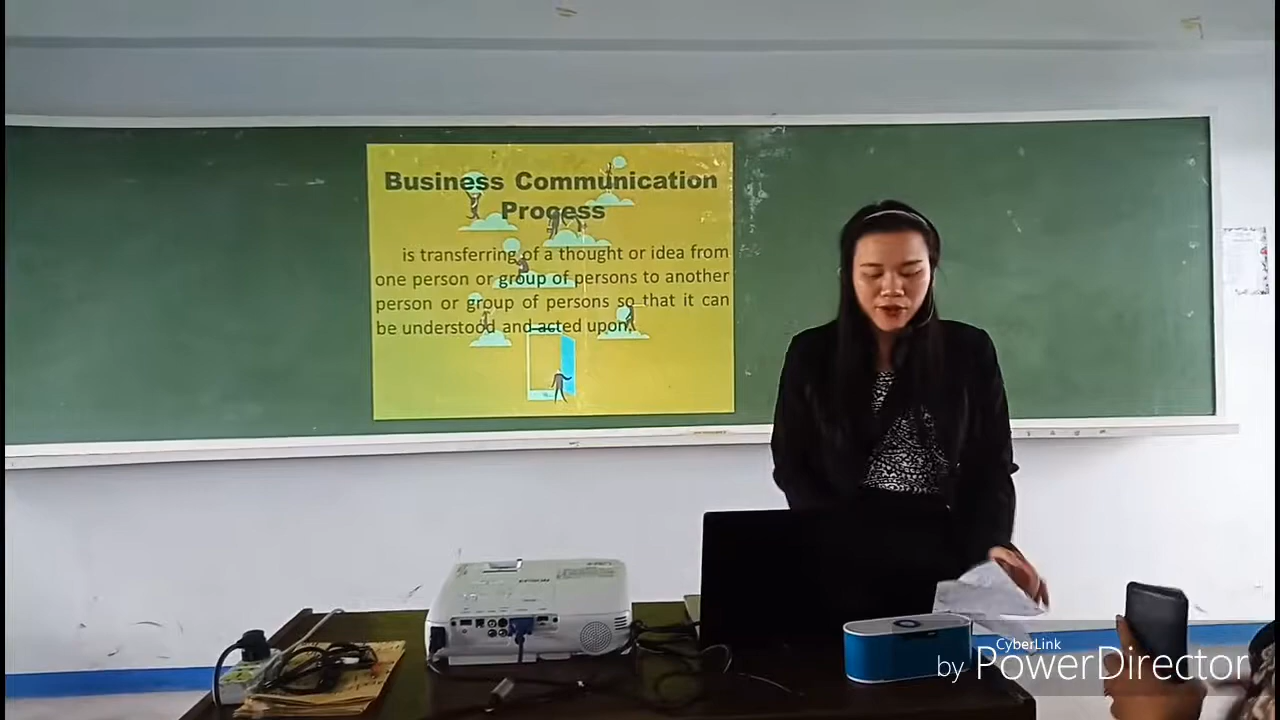 Business Communication
Process
is transferring of a thought or idea from
one person or group of persons to another
person or group of persons so that it can
be understood and acted upon.
CyberLink
by PowerDirector